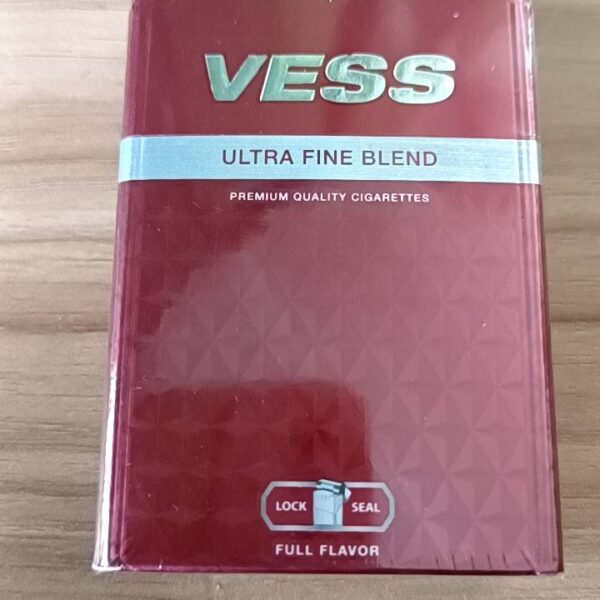 VESS
ULTRA FINE BLEND
PREMIUM QUALITY CIGARETTES
LOCK SEAL
FULL FLAVOR